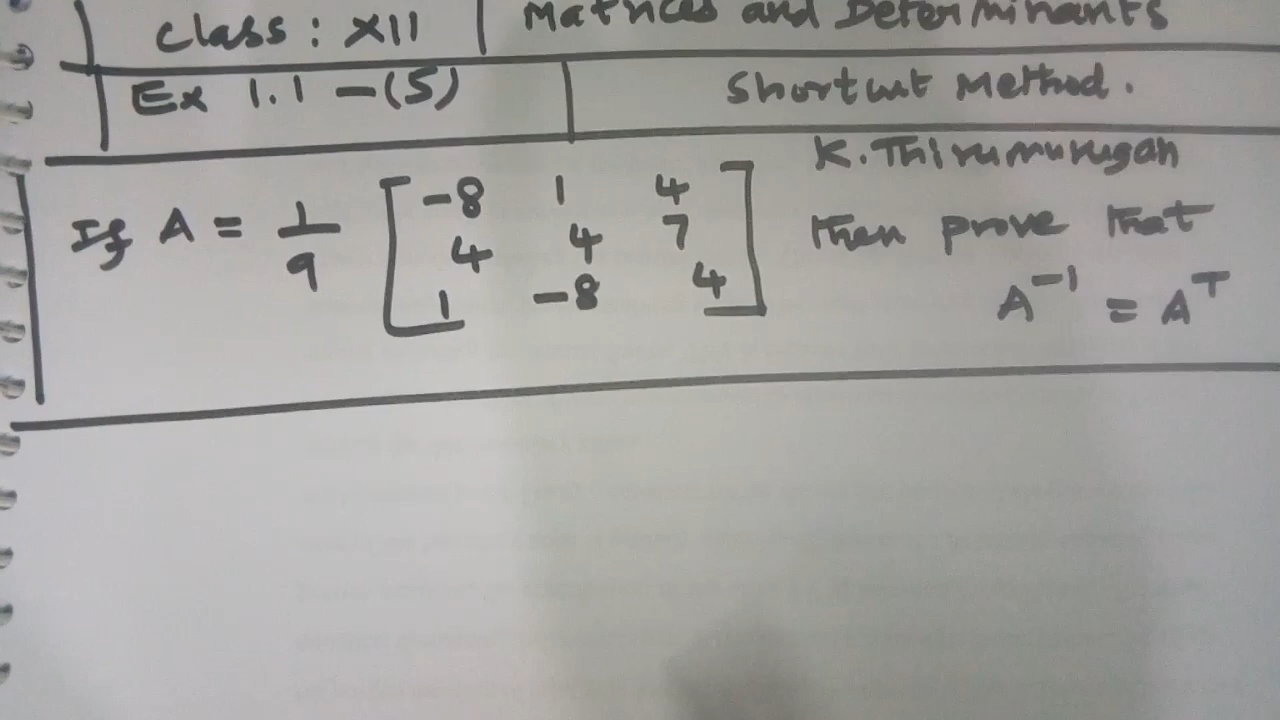 Class: XII Matrices and Determinants
Ex 1.1 - (5) Shortcut Method.
K. Thirumurugan
If A = 1/9 [ -8 1 4
4 4 7
1 -8 4 ] then prove that
A⁻¹ = Aᵀ